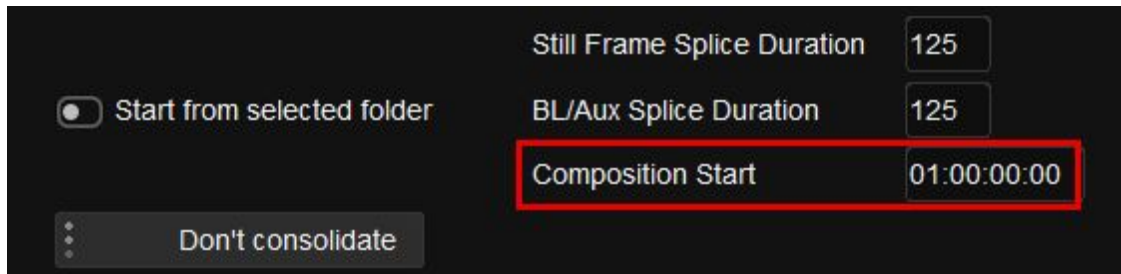 Still Frame Splice Duration 125
Start from selected folder BL/Aux Splice Duration 125
Composition Start 01:00:00:00
Don't consolidate